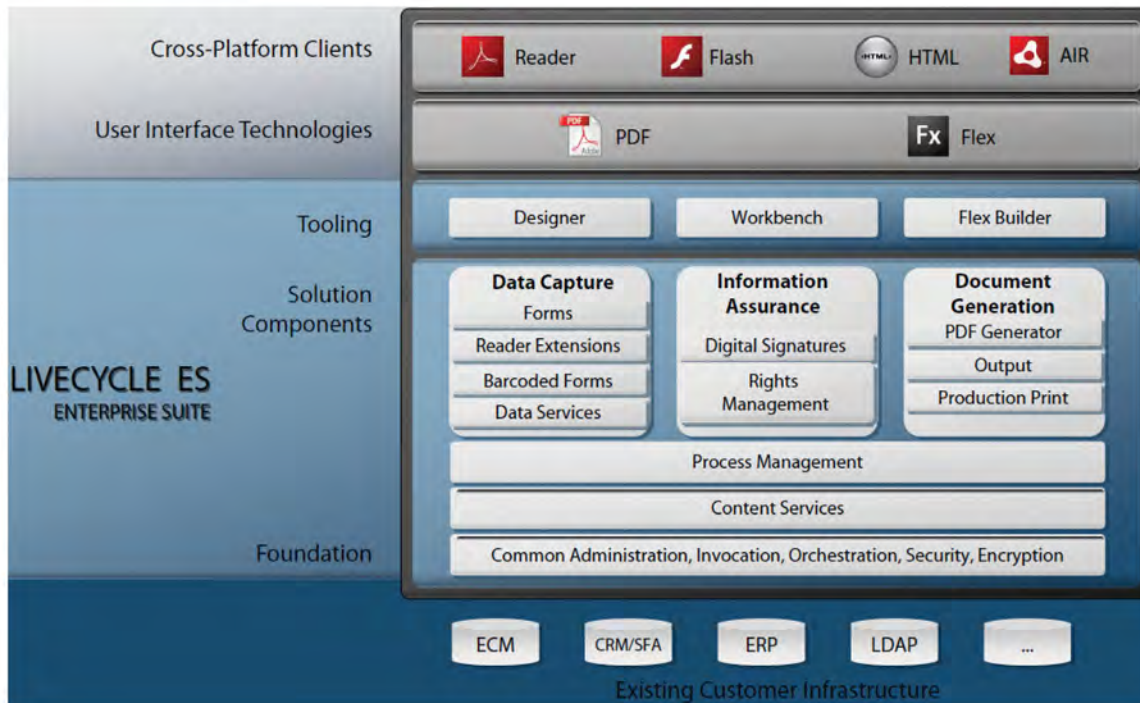 Cross-Platform Clients
Reader
Flash
HTML
HTML
AIR
User Interface Technologies
PDF
Adobe
PDF
Fx
Flex
Tooling
Designer
Workbench
Flex Builder
Solution
Components
Data Capture
Forms
Reader Extensions
Barcoded Forms
Data Services
Information
Assurance
Digital Signatures
Rights
Management
Document
Generation
PDF Generator
Output
Production Print
LIVECYCLE ES
ENTERPRISE SUITE
Process Management
Content Services
Foundation
Common Administration, Invocation, Orchestration, Security, Encryption
ECM
CRM/SFA
ERP
LDAP
...
Existing Customer Infrastructure